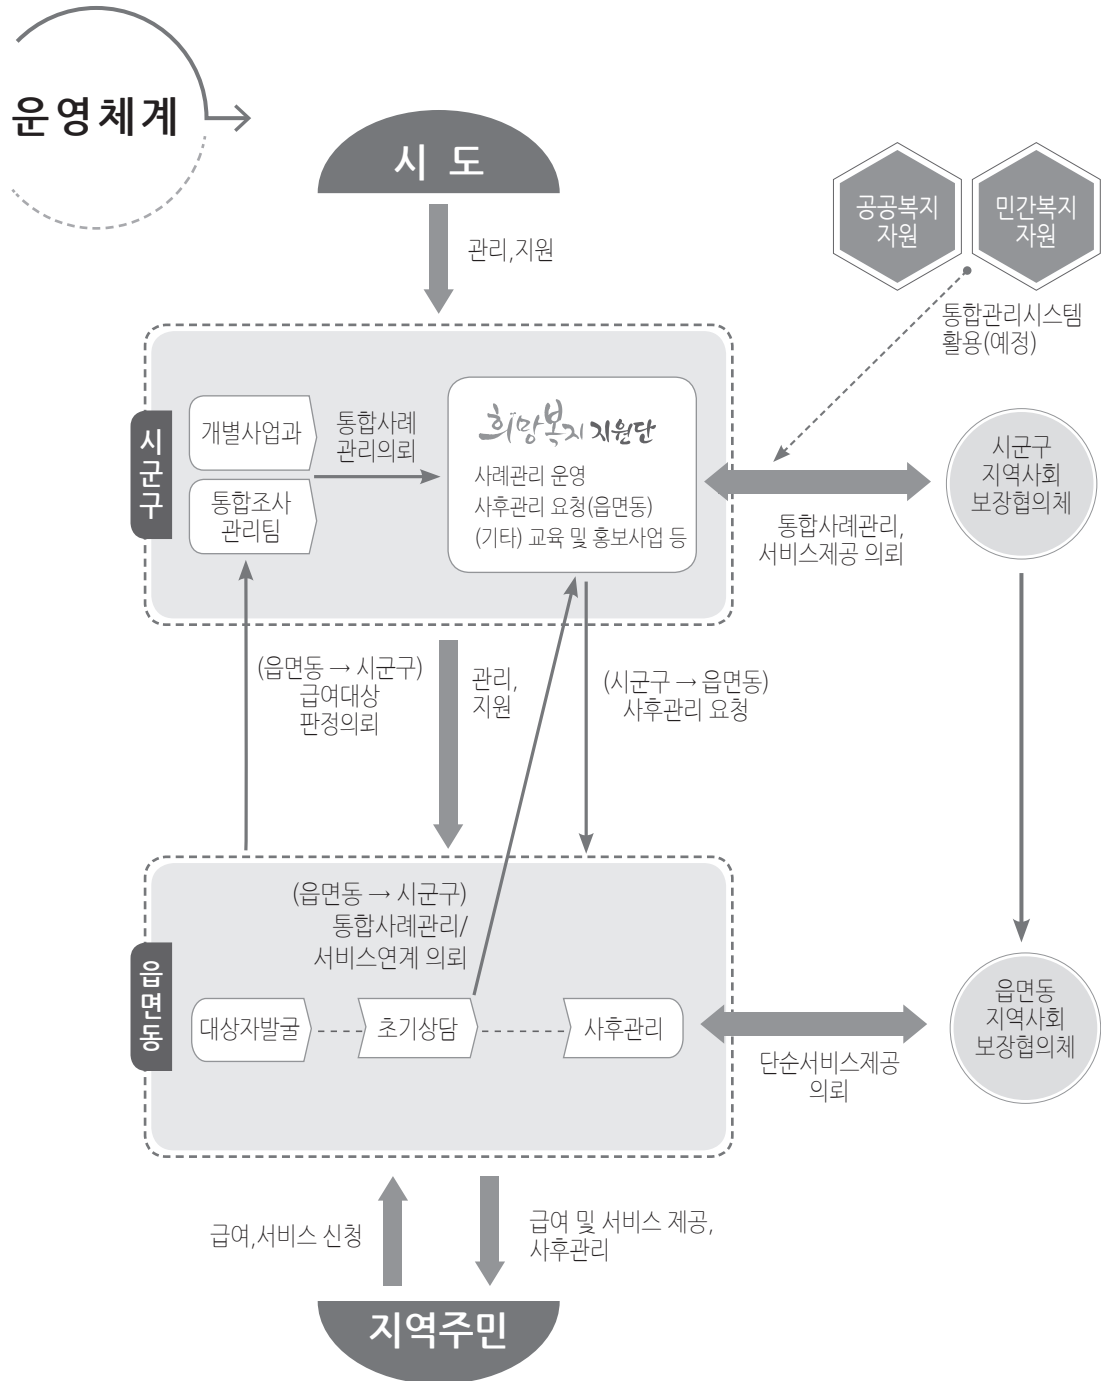 운영체계
시 도
관리,지원
공공복지
자원
민간복지
자원
통합관리시스템
활용(예정)
시군구
개별사업과
통합조사
관리팀
통합사례
관리의뢰
희망복지 지원단
사례관리 운영
사후관리 요청(읍면동)
(기타) 교육 및 홍보사업 등
통합사례관리,
서비스제공 의뢰
시군구
지역사회
보장협의체
(읍면동 → 시군구)
급여대상
판정의뢰
관리,
지원
(시군구 → 읍면동)
사후관리 요청
읍면동
(읍면동 → 시군구)
통합사례관리/
서비스연계 의뢰
대상자발굴
초기상담
사후관리
단순서비스제공
의뢰
읍면동
지역사회
보장협의체
급여,서비스 신청
급여 및 서비스 제공,
사후관리
지역주민